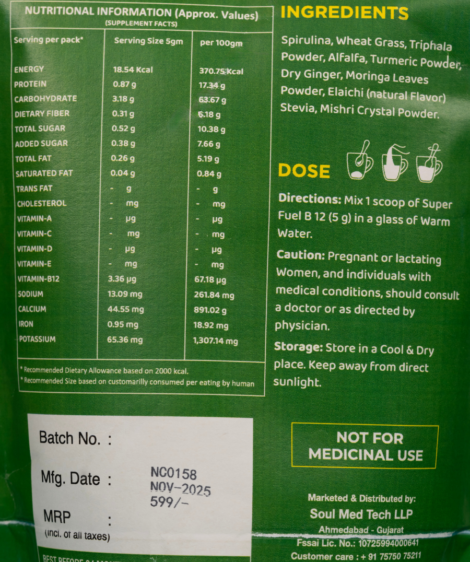 NUTRITIONAL INFORMATION (Approx. Values)
(SUPPLEMENT FACTS)
Serving per pack* Serving Size 5gm per 100gm
ENERGY 18.54 Kcal 370.75 Kcal
PROTEIN 0.87 g 17.34 g
CARBOHYDRATE 3.18 g 63.67 g
DIETARY FIBER 0.31 g 6.18 g
TOTAL SUGAR 0.52 g 10.38 g
ADDED SUGAR 0.38 g 7.66 g
TOTAL FAT 0.26 g 5.19 g
SATURATED FAT 0.04 g 0.84 g
TRANS FAT - g - g
CHOLESTEROL - mg - mg
VITAMIN-A - µg - µg
VITAMIN-C - mg - mg
VITAMIN-D - µg - µg
VITAMIN-E - mg - mg
VITAMIN-B12 3.36 µg 67.18 µg
SODIUM 13.09 mg 261.84 mg
CALCIUM 44.55 mg 891.02 g
IRON 0.95 mg 18.92 mg
POTASSIUM 65.36 mg 1,307.14 mg
*Recommended Dietary Allowance based on 2000 kcal.
*Recommended Size based on customarilly consumed per eating by human
INGREDIENTS
Spirulina, Wheat Grass, Triphala
Powder, Alfalfa, Turmeric Powder,
Dry Ginger, Moringa Leaves
Powder, Elaichi (natural Flavor)
Stevia, Mishri Crystal Powder.
DOSE
Directions: Mix 1 scoop of Super
Fuel B 12 (5 g) in a glass of Warm
Water.
Caution: Pregnant or lactating
Women, and individuals with
medical conditions, should consult
a doctor or as directed by
physician.
Storage: Store in a Cool & Dry
place. Keep away from direct
sunlight.
Batch No. :
Mfg. Date :
MRP :
(incl. of all taxes)
NC0158
NOV-2025
599/-
NOT FOR
MEDICINAL USE
Marketed & Distributed by:
Soul Med Tech LLP
Ahmedabad - Gujarat
Fssai Lic. No.: 10725994000641
Customer care : + 91 75750 75211
BEST BEFORE